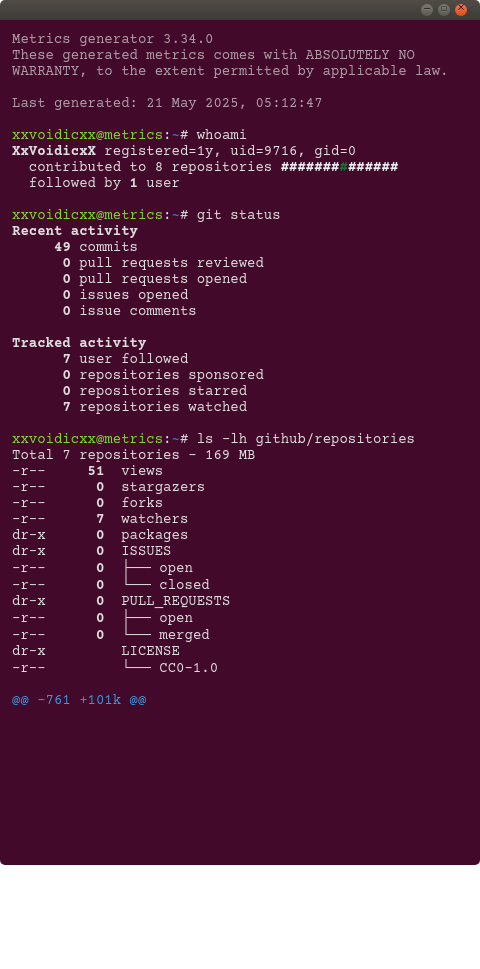 Metrics generator 3.34.0
These generated metrics comes with ABSOLUTELY NO
WARRANTY, to the extent permitted by applicable law.
Last generated: 21 May 2025, 05:12:47
xxvoidicxx@metrics:~# whoami
XxVoidicxX registered=1y, uid=9716, gid=0
contributed to 8 repositories ##############
followed by 1 user
xxvoidicxx@metrics:~# git status
Recent activity
49 commits
0 pull requests reviewed
0 pull requests opened
0 issues opened
0 issue comments
Tracked activity
7 user followed
0 repositories sponsored
0 repositories starred
7 repositories watched
xxvoidicxx@metrics:~# ls -lh github/repositories
Total 7 repositories - 169 MB
-r-- 51 views
-r-- 0 stargazers
-r-- 0 forks
-r-- 7 watchers
dr-x 0 packages
dr-x 0 ISSUES
-r-- 0 ├── open
-r-- 0 └── closed
dr-x 0 PULL_REQUESTS
-r-- 0 ├── open
-r-- 0 └── merged
dr-x LICENSE
-r-- └── CC0-1.0
@@ -761 +101k @@